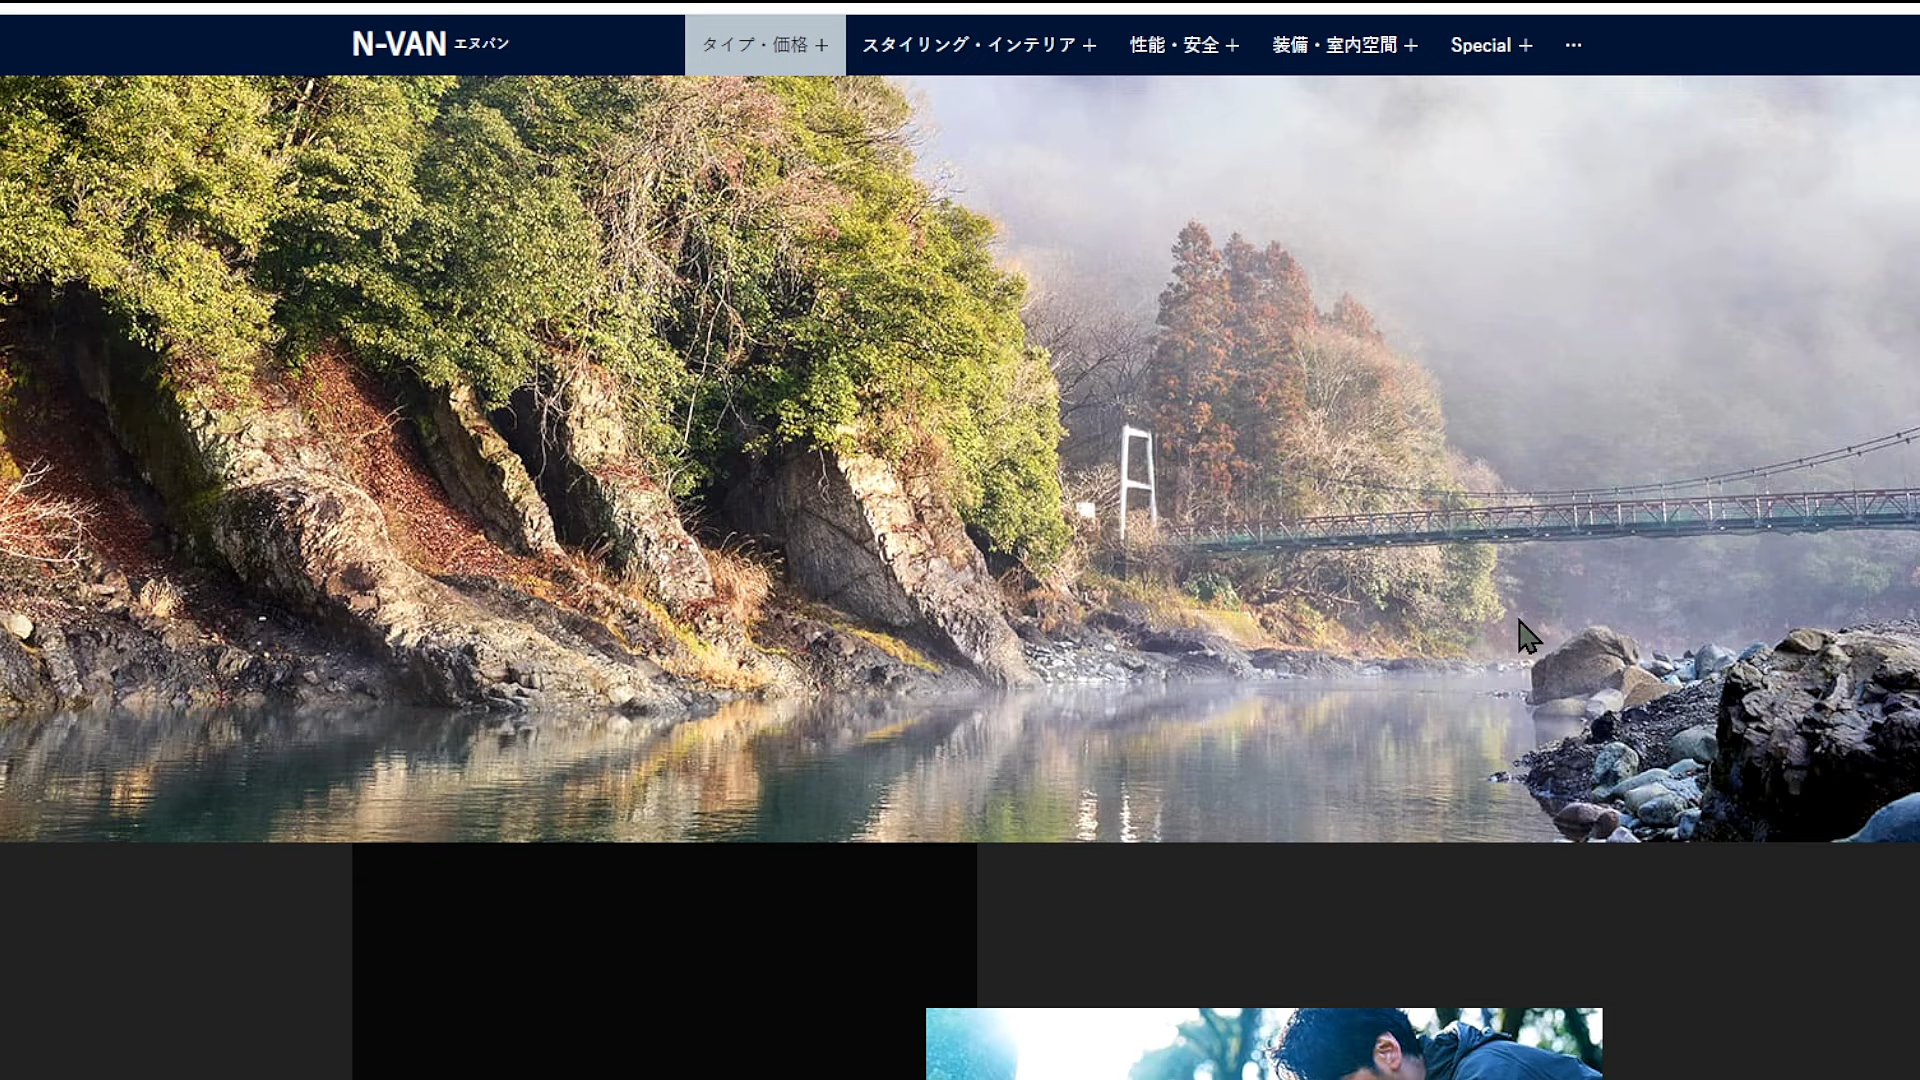 N-VAN エヌバン
タイプ・価格 +
スタイリング・インテリア +
性能・安全 +
装備・室内空間 +
Special +
…